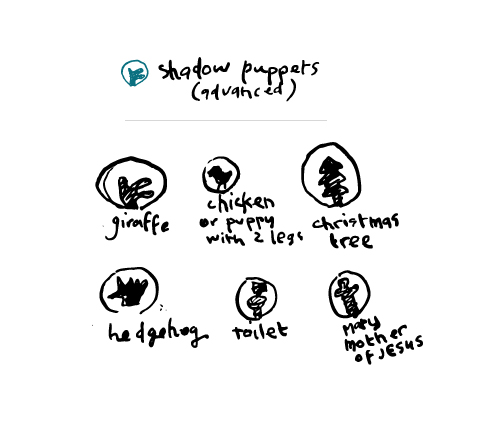 shadow puppets
(advanced)
giraffe
chicken
or puppy
with 2 legs
christmas
tree
hedgehog
toilet
Mary
mother
of JESUS